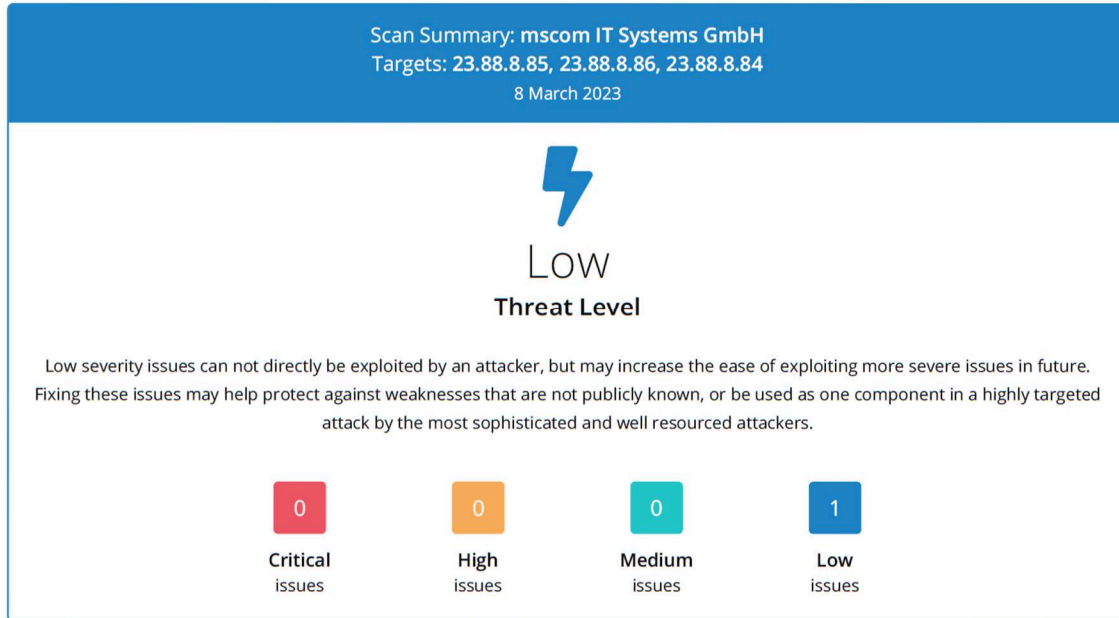 Scan Summary: mscom IT Systems GmbH
Targets: 23.88.8.85, 23.88.8.86, 23.88.8.84
8 March 2023
Low
Threat Level
Low severity issues can not directly be exploited by an attacker, but may increase the ease of exploiting more severe issues in future.
Fixing these issues may help protect against weaknesses that are not publicly known, or be used as one component in a highly targeted
attack by the most sophisticated and well resourced attackers.
0
Critical
issues
0
High
issues
0
Medium
issues
1
Low
issues